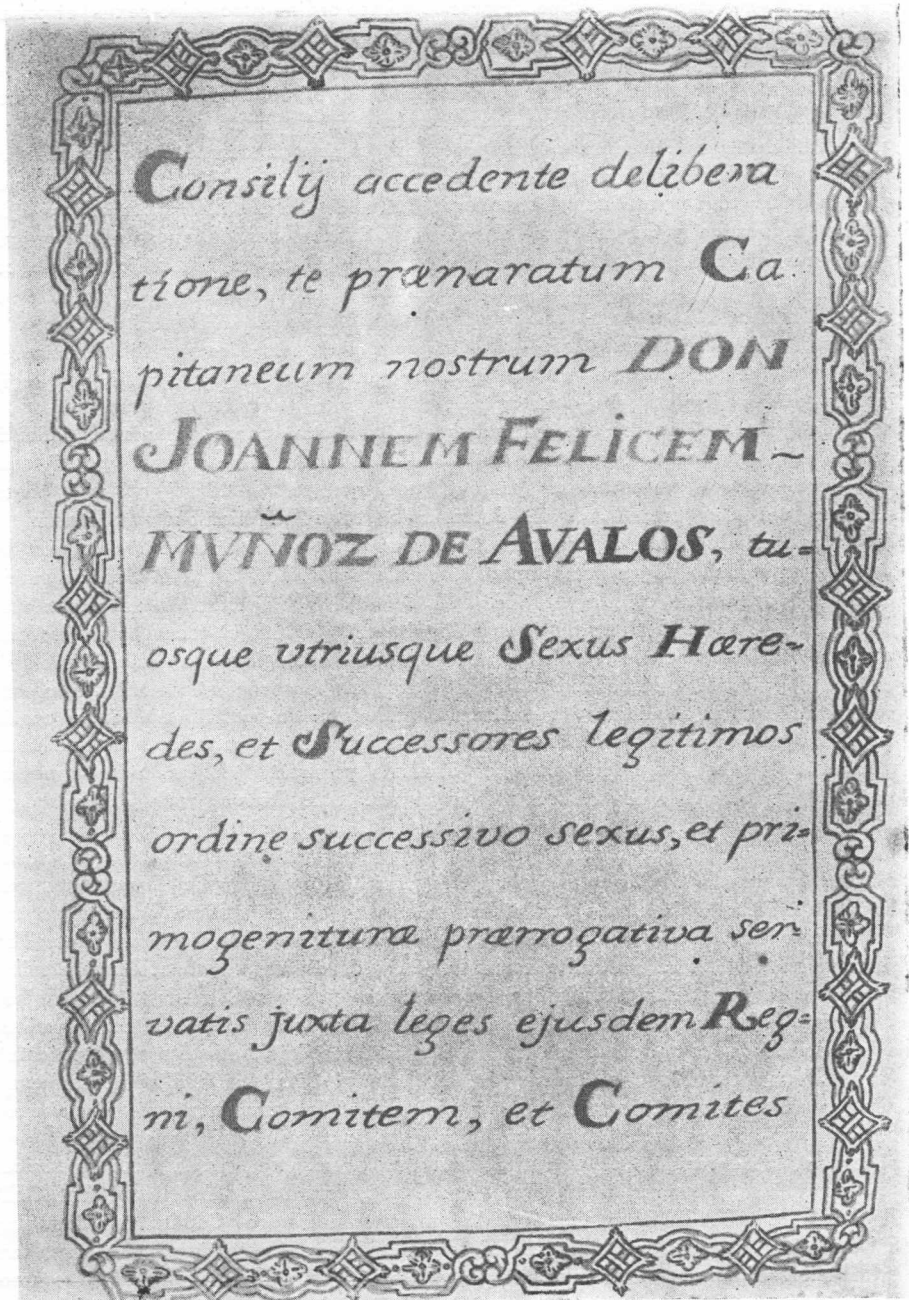 Consilij accedente delibera
tione, te prænaratum Ca
pitaneum nostrum DON
JOANNEM FELICEM ~
MVÑOZ DE AVALOS, tu=
osque vtriusque Sexus Hære=
des, et Successores legitimos
ordine successivo sexus, et pri=
mogenituræ prærrogativa ser=
vatis juxta leges ejusdem Reg=
ni, Comitem, et Comites